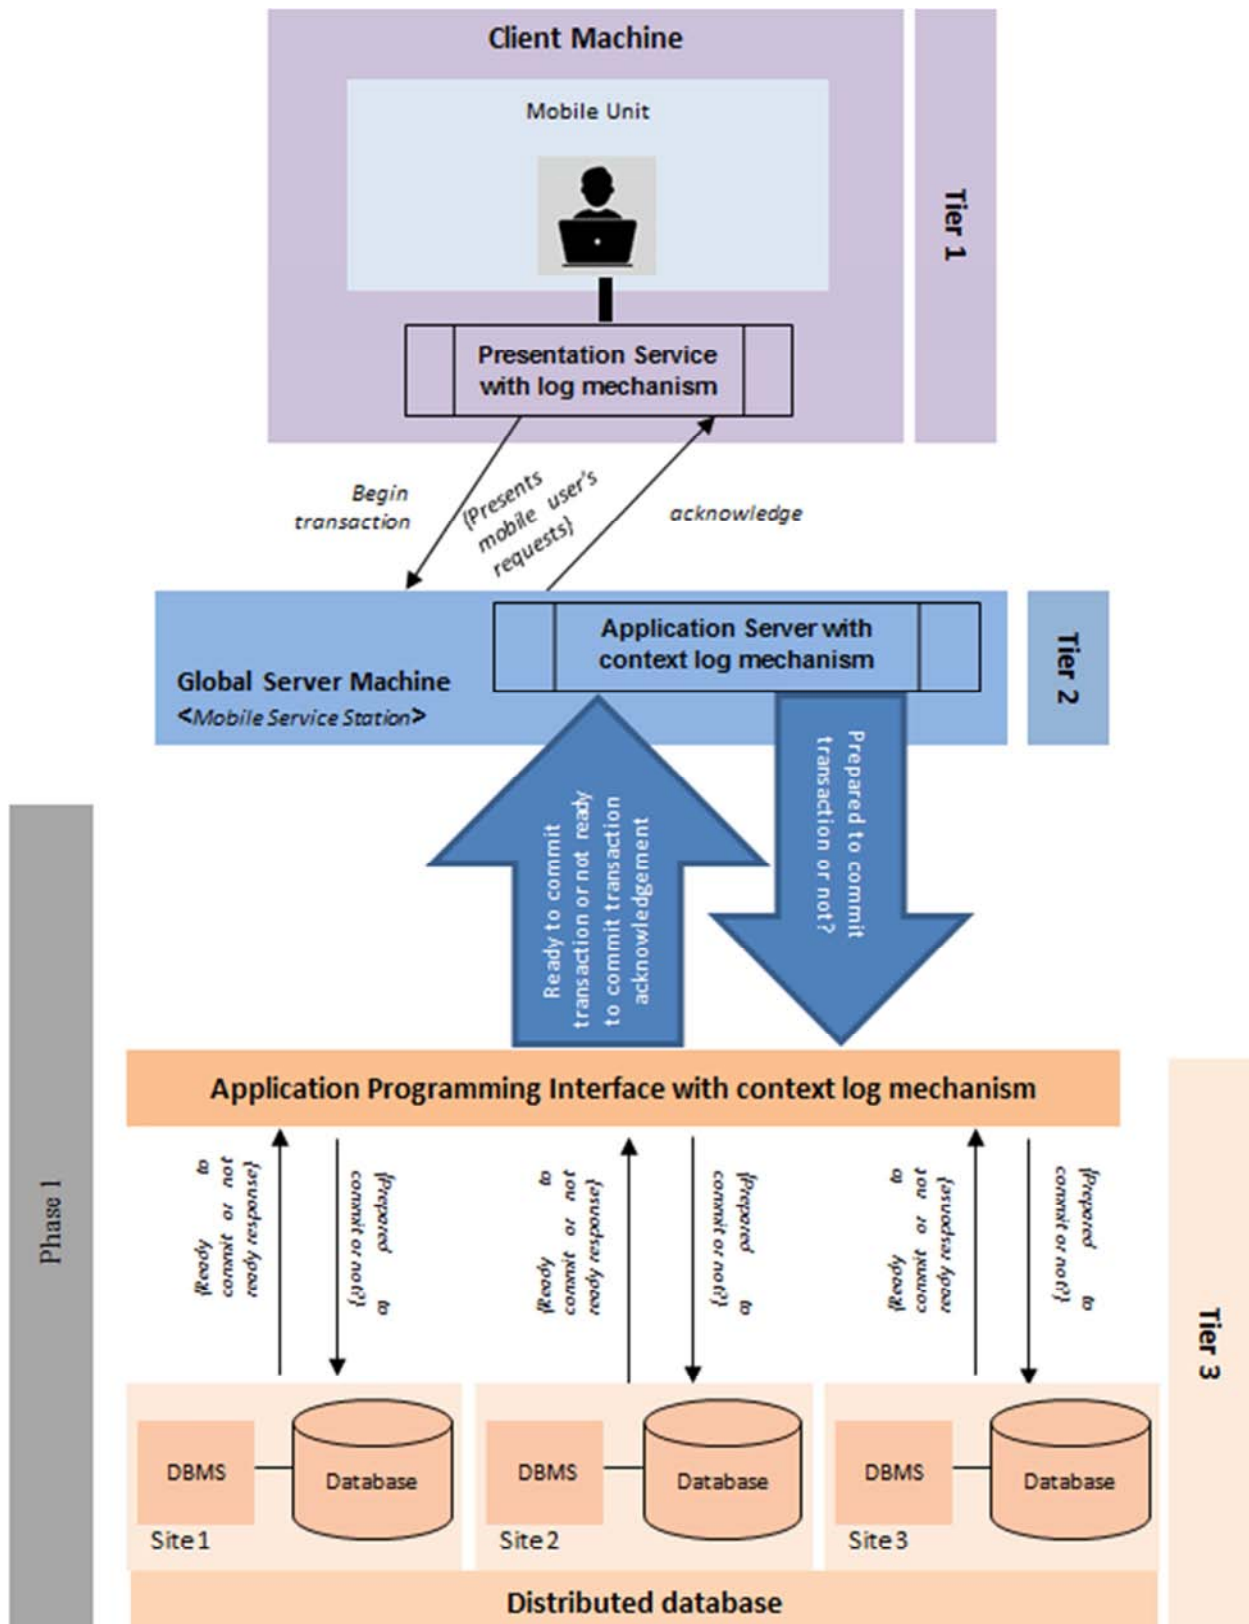 Client Machine
Mobile Unit
Tier 1
Presentation Service
with log mechanism
Begin
transaction
{Presents
mobile user's
requests}
acknowledge
Application Server with
context log mechanism
Global Server Machine
<Mobile Service Station>
Tier 2
Ready to commit
transaction or not ready
to commit transaction
acknowledgement
Prepared to commit
transaction or not?
Phase 1
Application Programming Interface with context log mechanism
{Ready to
commit or not
ready response}
{Prepared to
commit or not?}
{Ready to
commit or not
ready response}
{Prepared to
commit or not?}
{Ready to
commit or not
ready response}
{Prepared to
commit or not?}
Tier 3
DBMS
Database
Site 1
DBMS
Database
Site 2
DBMS
Database
Site 3
Distributed database